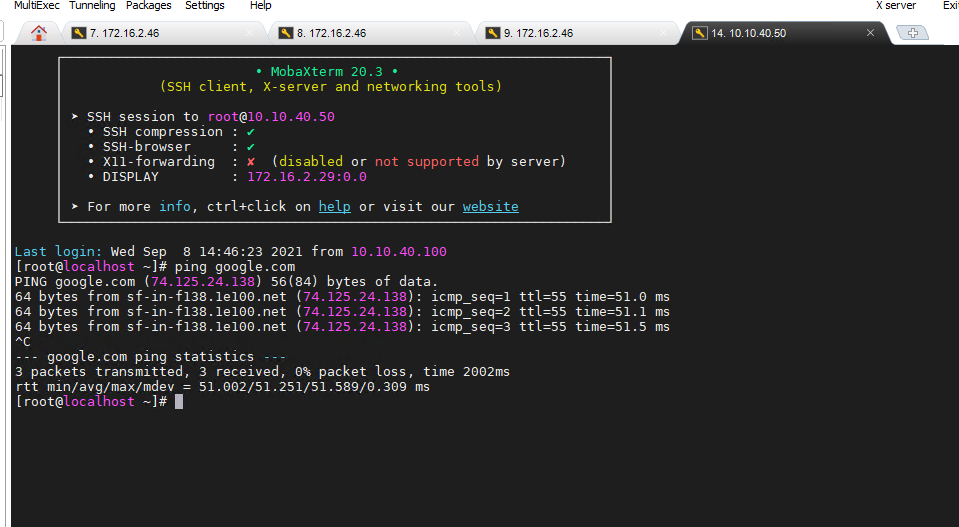 MultiExec Tunneling Packages Settings Help X server Exi
7. 172.16.2.46 8. 172.16.2.46 9. 172.16.2.46 14. 10.10.40.50
• MobaXterm 20.3 •
(SSH client, X-server and networking tools)
➤ SSH session to root@10.10.40.50
• SSH compression : ✔
• SSH-browser : ✔
• X11-forwarding : ✘ (disabled or not supported by server)
• DISPLAY : 172.16.2.29:0.0
➤ For more info, ctrl+click on help or visit our website
Last login: Wed Sep  8 14:46:23 2021 from 10.10.40.100
[root@localhost ~]# ping google.com
PING google.com (74.125.24.138) 56(84) bytes of data.
64 bytes from sf-in-f138.1e100.net (74.125.24.138): icmp_seq=1 ttl=55 time=51.0 ms
64 bytes from sf-in-f138.1e100.net (74.125.24.138): icmp_seq=2 ttl=55 time=51.1 ms
64 bytes from sf-in-f138.1e100.net (74.125.24.138): icmp_seq=3 ttl=55 time=51.5 ms
^C
--- google.com ping statistics ---
3 packets transmitted, 3 received, 0% packet loss, time 2002ms
rtt min/avg/max/mdev = 51.002/51.251/51.589/0.309 ms
[root@localhost ~]#